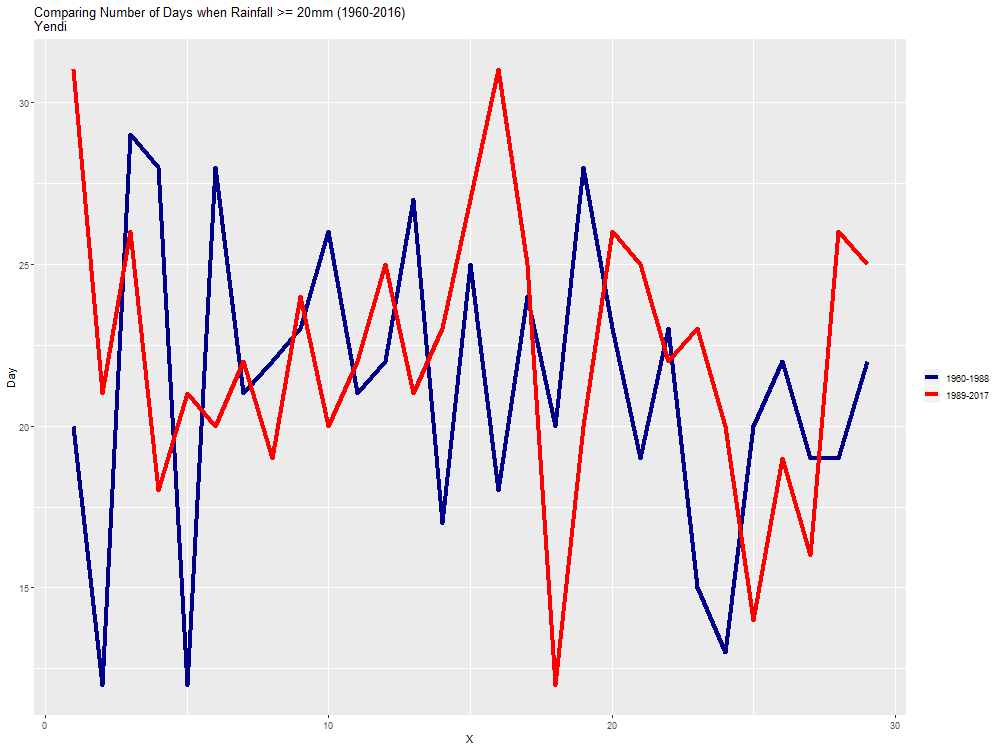 Comparing Number of Days when Rainfall >= 20mm (1960-2016)
Yendi
30
25
20
15
Day
0
10
20
30
X
1960-1988
1989-2017